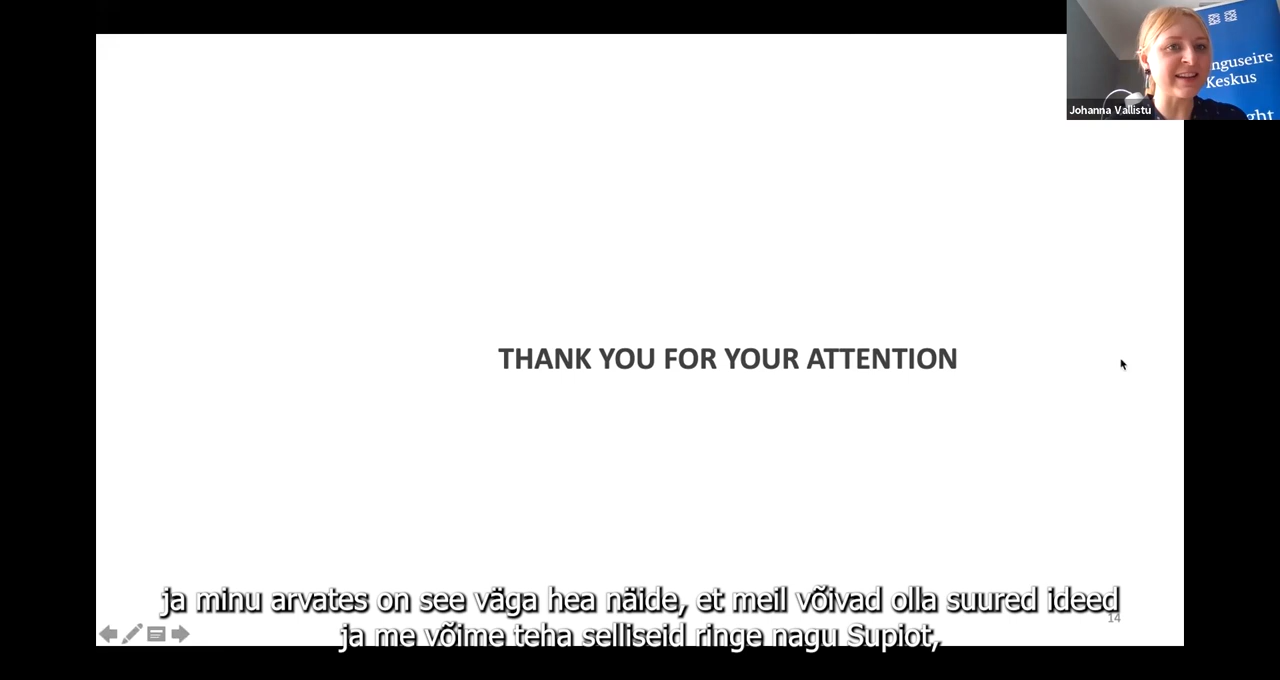 nguseire
Keskus
ght
Johanna Vallistu
THANK YOU FOR YOUR ATTENTION
ja minu arvates on see väga hea näide, et meil võivad olla suured ideed
14
ja me võime teha selliseid ringe nagu Supiot,